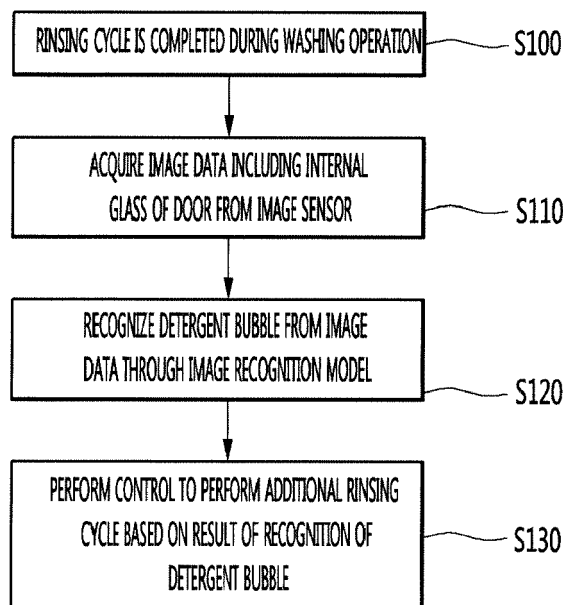 RINSING CYCLE IS COMPLETED DURING WASHING OPERATION
S100
ACQUIRE IMAGE DATA INCLUDING INTERNAL
GLASS OF DOOR FROM IMAGE SENSOR
S110
RECOGNIZE DETERGENT BUBBLE FROM IMAGE
DATA THROUGH IMAGE RECOGNITION MODEL
S120
PERFORM CONTROL TO PERFORM ADDITIONAL RINSING
CYCLE BASED ON RESULT OF RECOGNITION OF
DETERGENT BUBBLE
S130